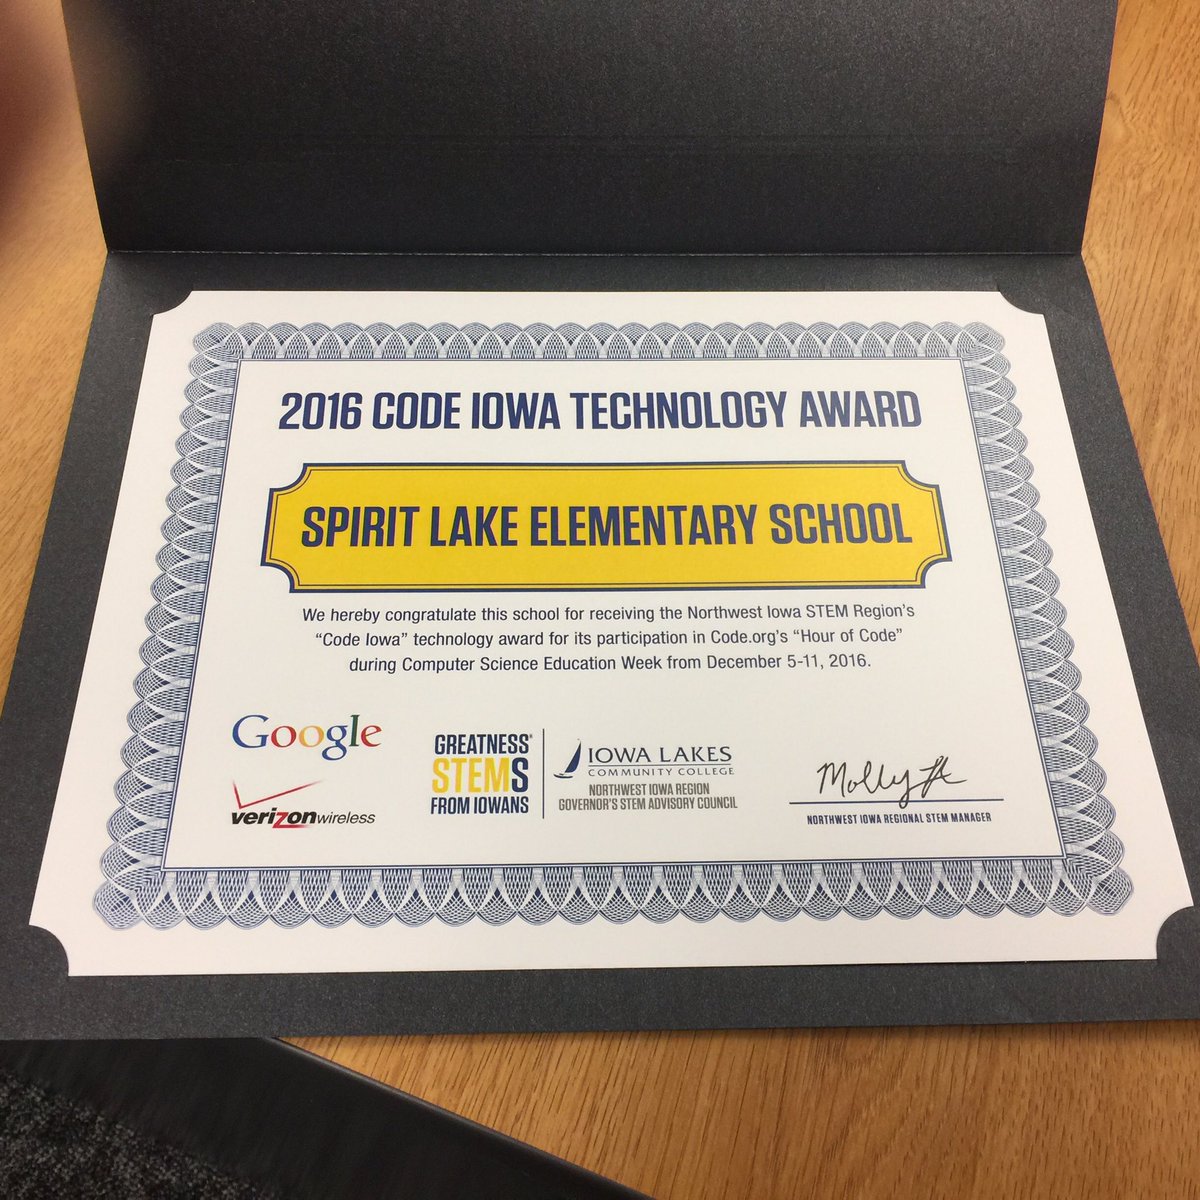 2016 CODE IOWA TECHNOLOGY AWARD
SPIRIT LAKE ELEMENTARY SCHOOL
We hereby congratulate this school for receiving the Northwest Iowa STEM Region's
"Code Iowa" technology award for its participation in Code.org's "Hour of Code"
during Computer Science Education Week from December 5-11, 2016.
Google
verizonwireless
GREATNESS
STEMS
FROM IOWANS
IOWA LAKES
COMMUNITY COLLEGE
NORTHWEST IOWA REGION
GOVERNOR'S STEM ADVISORY COUNCIL
Molly
NORTHWEST IOWA REGIONAL STEM MANAGER